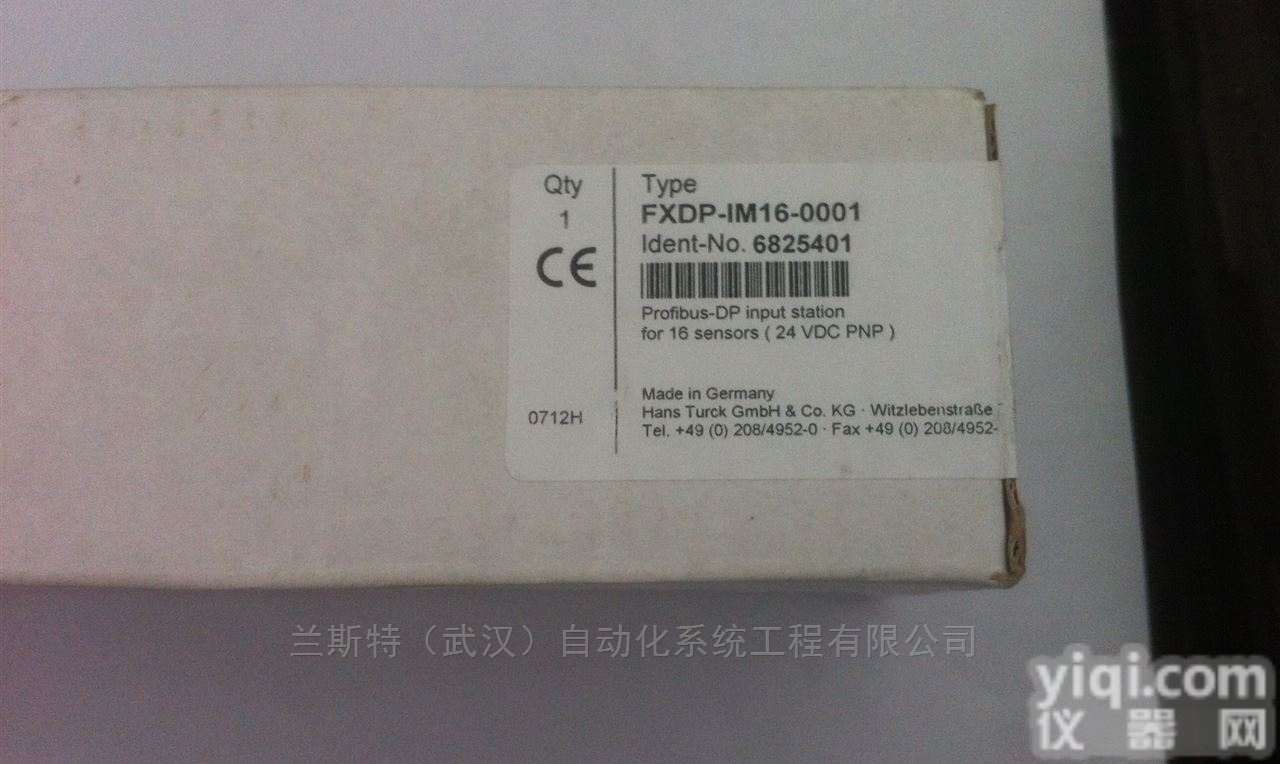 Qty
1
CE
0712H
Type
FXDP-IM16-0001
Ident-No. 6825401
Profibus-DP input station
for 16 sensors ( 24 VDC PNP )
Made in Germany
Hans Turck GmbH & Co. KG · Witzlebenstraße
Tel. +49 (0) 208/4952-0 · Fax +49 (0) 208/4952-
兰斯特（武汉）自动化系统工程有限公司
yiqi.com
仪器网